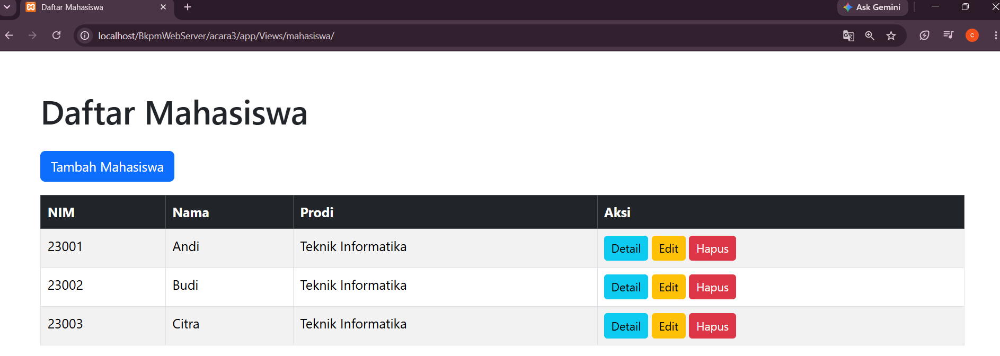 Daftar Mahasiswa
Ask Gemini
localhost/BkpmWebServer/acara3/app/Views/mahasiswa/
C
Daftar Mahasiswa
Tambah Mahasiswa
NIM Nama Prodi Aksi
23001 Andi Teknik Informatika Detail Edit Hapus
23002 Budi Teknik Informatika Detail Edit Hapus
23003 Citra Teknik Informatika Detail Edit Hapus